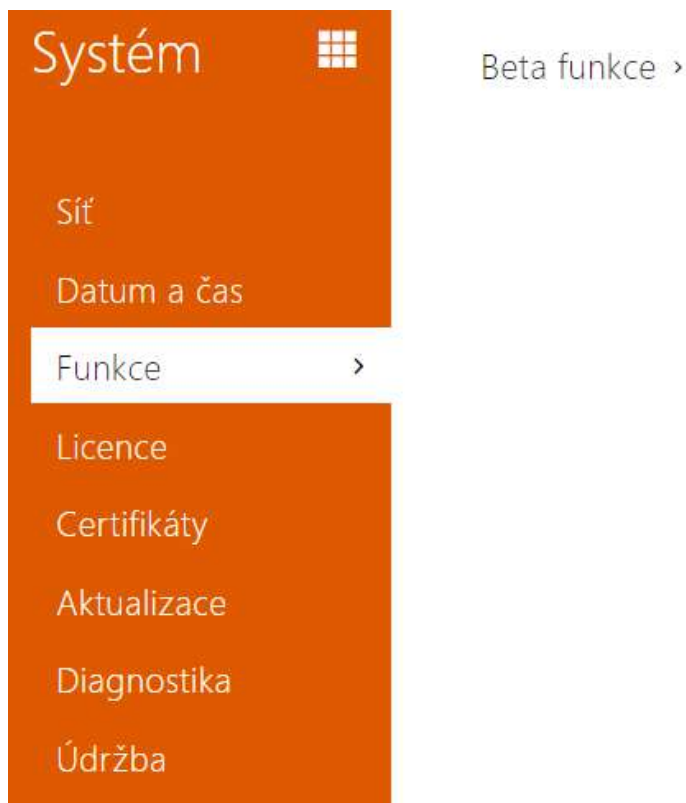 Systém
Síť
Datum a čas
Funkce
Licence
Certifikáty
Aktualizace
Diagnostika
Údržba
Beta funkce